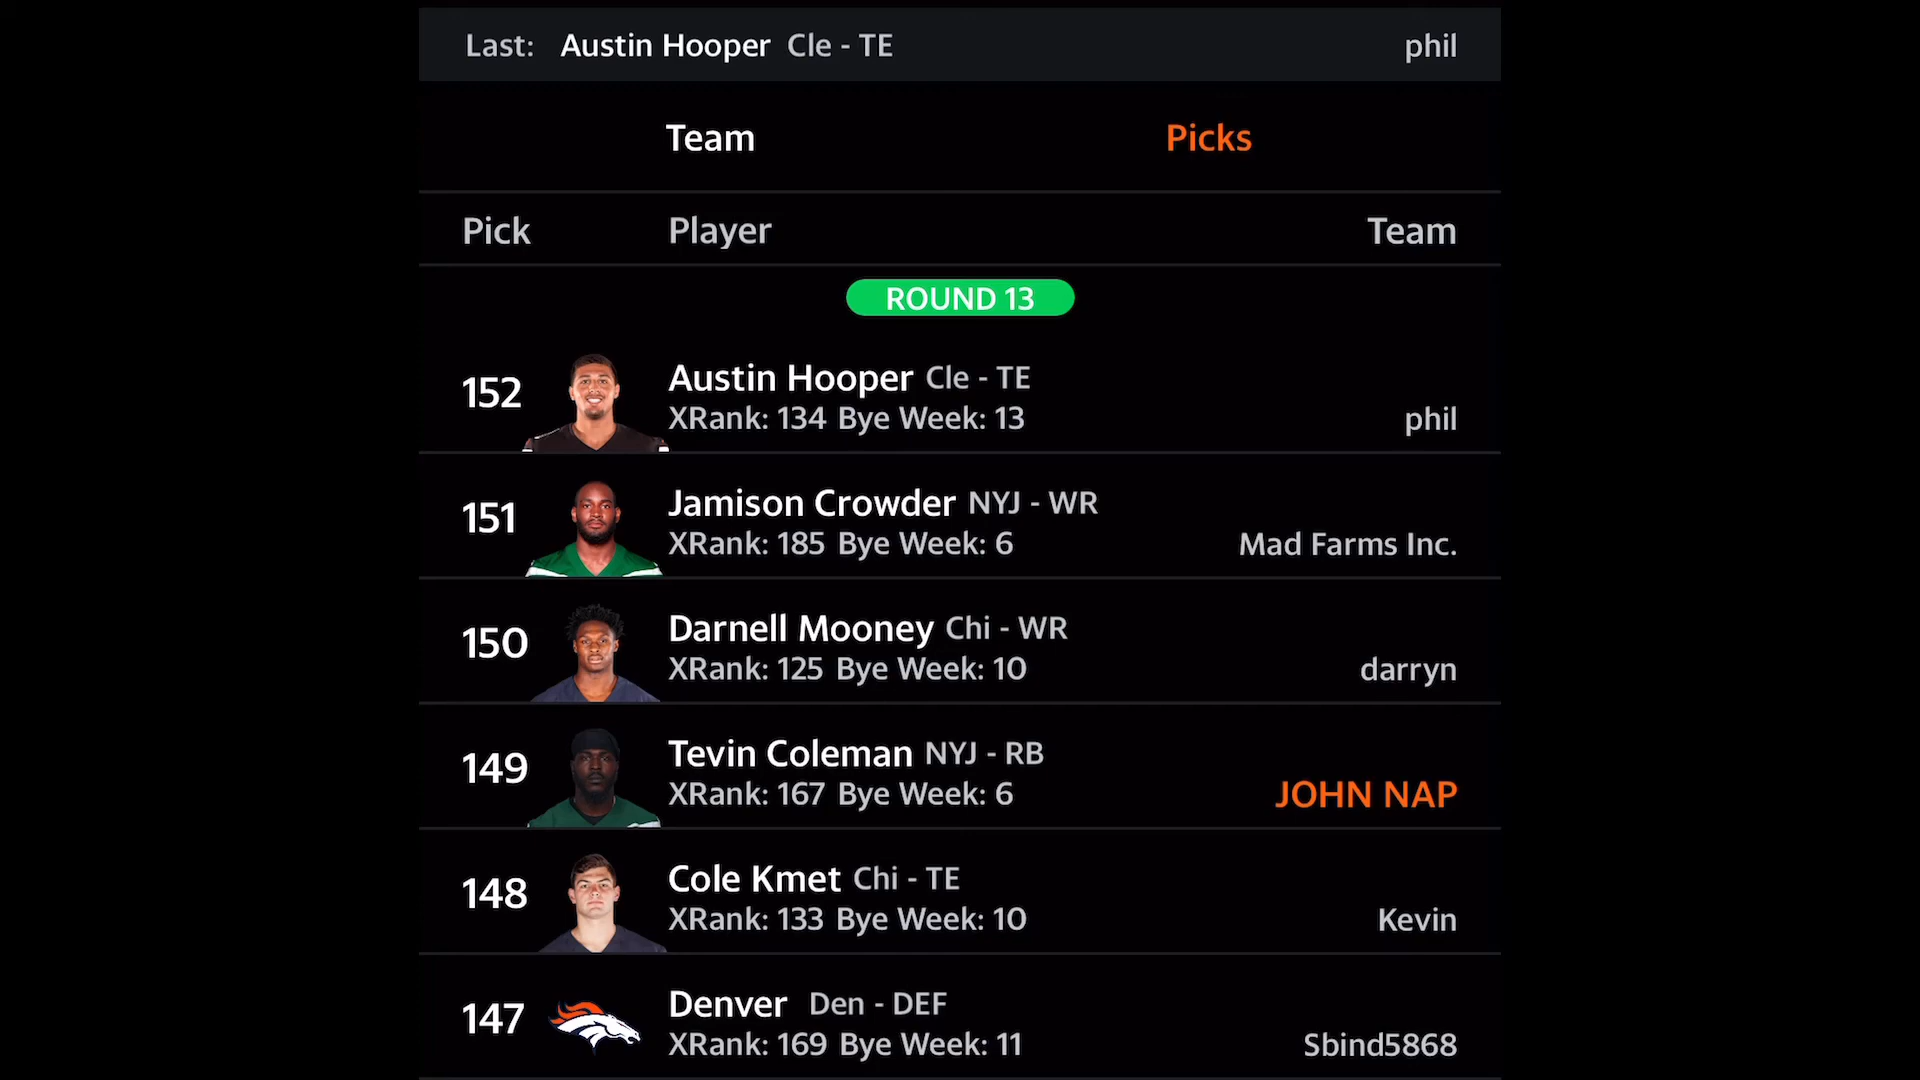 Last: Austin Hooper Cle - TE phil
Team Picks
Pick Player Team
ROUND 13
152 Austin Hooper Cle - TE
XRank: 134 Bye Week: 13 phil
151 Jamison Crowder NYJ - WR
XRank: 185 Bye Week: 6 Mad Farms Inc.
150 Darnell Mooney Chi - WR
XRank: 125 Bye Week: 10 darryn
149 Tevin Coleman NYJ - RB
XRank: 167 Bye Week: 6 JOHN NAP
148 Cole Kmet Chi - TE
XRank: 133 Bye Week: 10 Kevin
147 Denver Den - DEF
XRank: 169 Bye Week: 11 Sbind5868